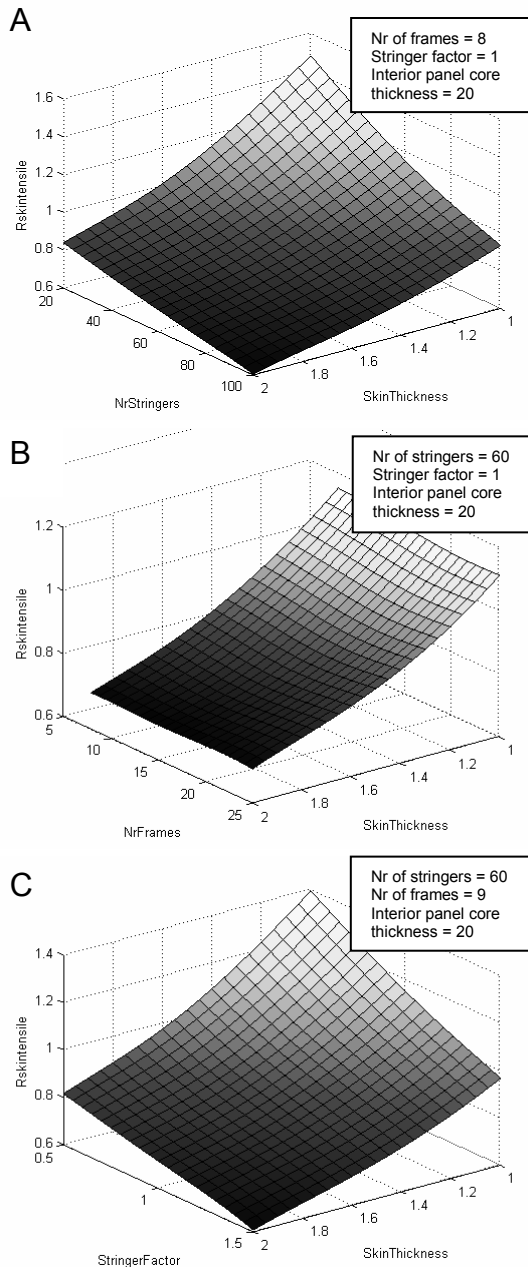 A
Nr of frames = 8
Stringer factor = 1
Interior panel core
thickness = 20
1.6
1.4
1.2
1
0.8
0.6
Rskintensile
20
40
60
80
100
NrStringers
2
1.8
1.6
1.4
1.2
1
SkinThickness
B
Nr of stringers = 60
Stringer factor = 1
Interior panel core
thickness = 20
1.2
1
0.8
0.6
Rskintensile
5
10
15
20
25
NrFrames
2
1.8
1.6
1.4
1.2
1
SkinThickness
C
Nr of stringers = 60
Nr of frames = 9
Interior panel core
thickness = 20
1.4
1.2
1
0.8
0.6
Rskintensile
0.5
1
1.5
StringerFactor
2
1.8
1.6
1.4
1.2
1
SkinThickness